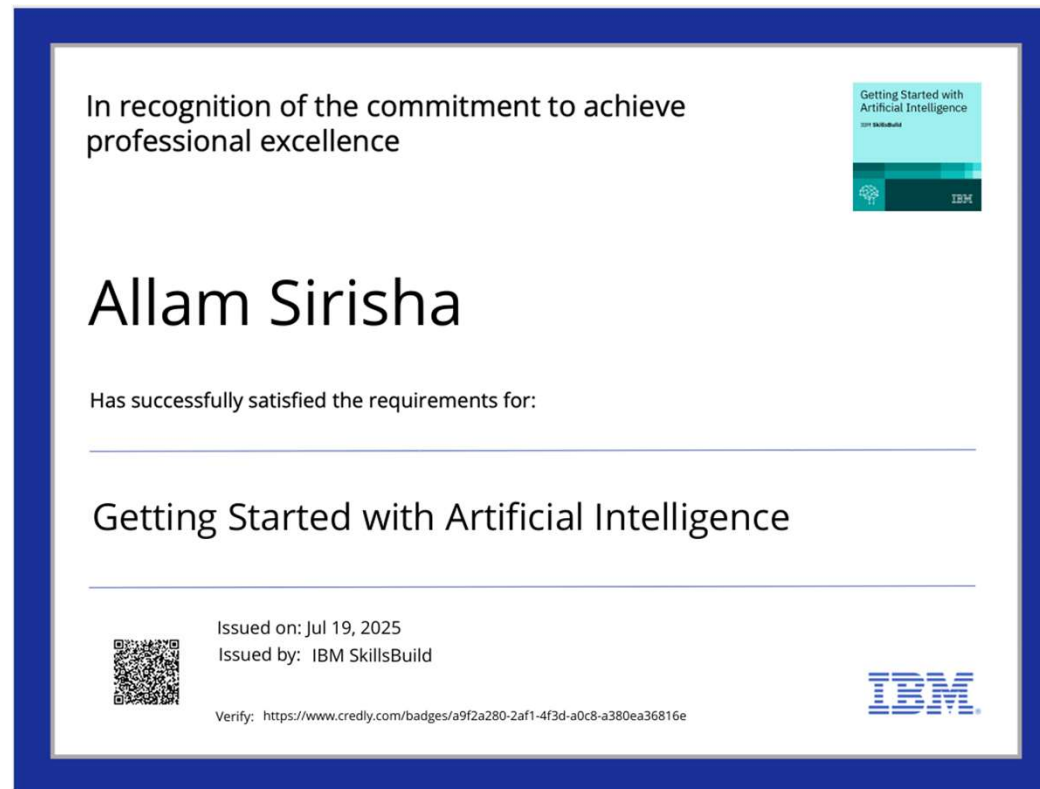 In recognition of the commitment to achieve
professional excellence
Getting Started with
Artificial Intelligence
IBM SkillsBuild
IBM
Allam Sirisha
Has successfully satisfied the requirements for:
Getting Started with Artificial Intelligence
Issued on: Jul 19, 2025
Issued by: IBM SkillsBuild
Verify: https://www.credly.com/badges/a9f2a280-2af1-4f3d-a0c8-a380ea36816e
IBM.